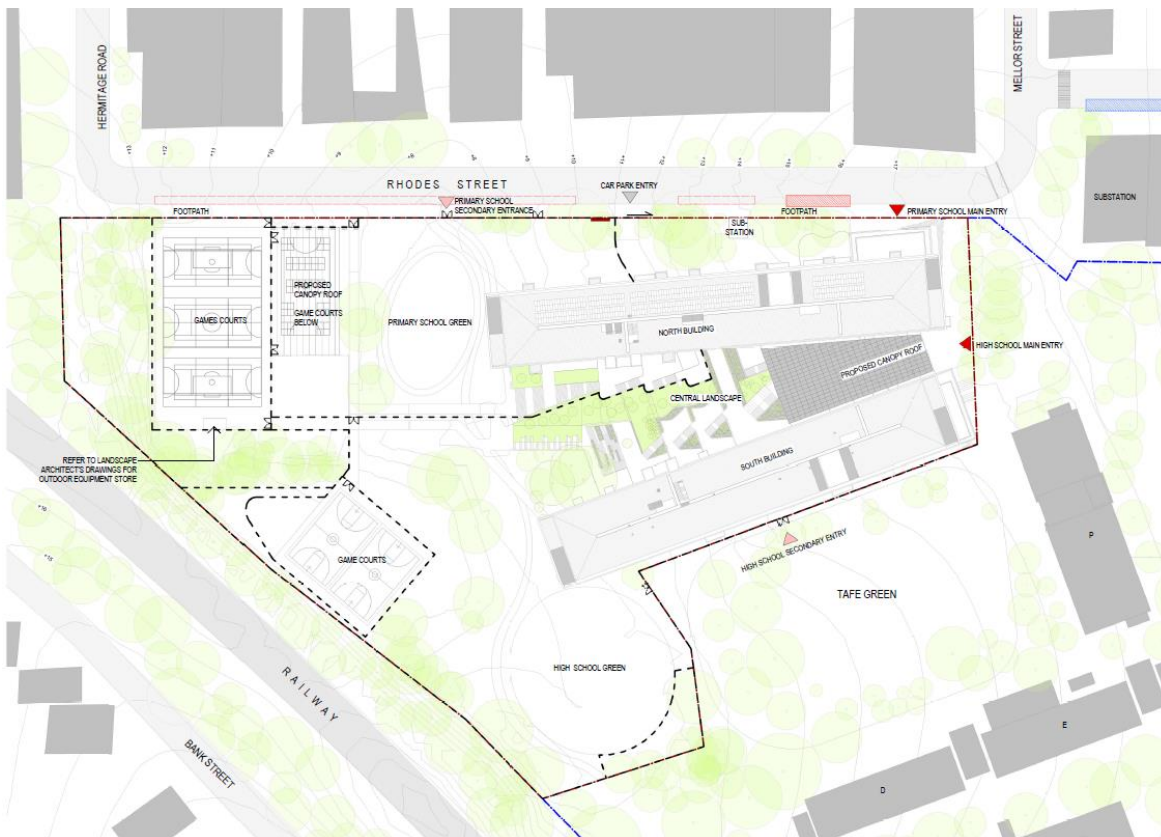 HERMITAGE ROAD
MELLOR STREET
RHODES STREET
CAR PARK ENTRY
SUBSTATION
PRIMARY SCHOOL
SECONDARY ENTRANCE
FOOTPATH
FOOTPATH
SUB-
STATION
PRIMARY SCHOOL MAIN ENTRY
PROPOSED
CANOPY ROOF
GAME COURTS
BELOW
GAMES COURTS
PRIMARY SCHOOL GREEN
NORTH BUILDING
HIGH SCHOOL MAIN ENTRY
PROPOSED CANOPY ROOF
CENTRAL LANDSCAPE
SOUTH BUILDING
REFER TO LANDSCAPE
ARCHITECT'S DRAWINGS FOR
OUTDOOR EQUIPMENT STORE
GAME COURTS
HIGH SCHOOL SECONDARY ENTRY
TAFE GREEN
P
HIGH SCHOOL GREEN
RAILWAY
BANK STREET
E
D